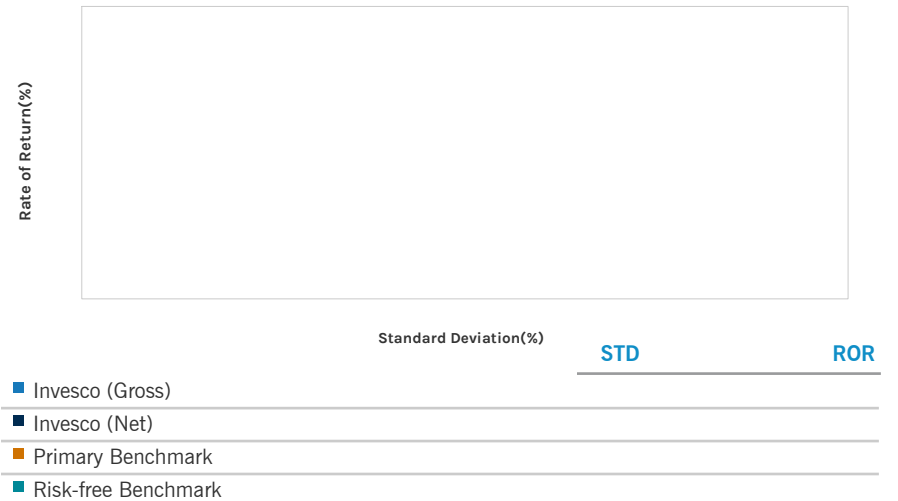 Rate of Return(%)
Standard Deviation(%)
STD ROR
Invesco (Gross)
Invesco (Net)
Primary Benchmark
Risk-free Benchmark